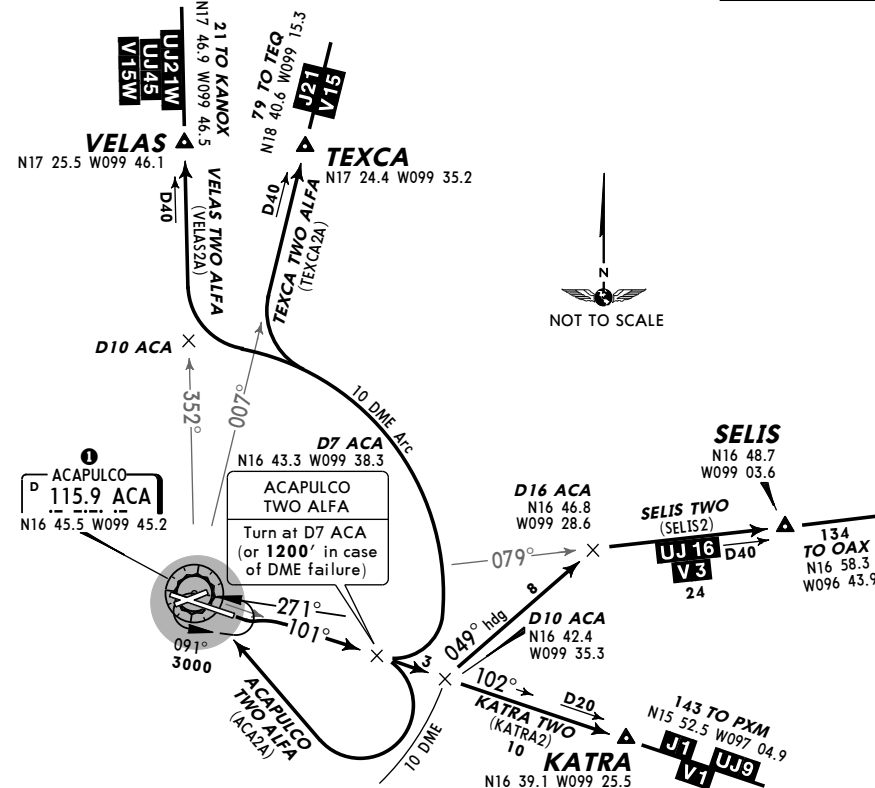 V 15W
UJ45
UJ21W
21 TO KANOX
N17 46.9 W099 46.5
79 TO TEQ
N18 40.6 W099 15.3
J21
V15
VELAS
N17 25.5 W099 46.1
TEXCA
N17 24.4 W099 35.2
D40
VELAS TWO ALFA
(VELAS2A)
D40
TEXCA TWO ALFA
(TEXCA2A)
N
NOT TO SCALE
D10 ACA
352°
007°
10 DME Arc
D7 ACA
N16 43.3 W099 38.3
ACAPULCO
TWO ALFA
Turn at D7 ACA
(or 1200' in case
of DME failure)
1
ACAPULCO
D 115.9 ACA
N16 45.5 W099 45.2
SELIS
N16 48.7
W099 03.6
D16 ACA
N16 46.8
W099 28.6
SELIS TWO
(SELIS2)
UJ 16
V 3
24
D40
134
TO OAX
N16 58.3
W096 43.9
079°
8
049° hdg
D10 ACA
N16 42.4
W099 35.3
271°
101°
091°
3000
3
ACAPULCO
TWO ALFA
(ACA2A)
10 DME
102°
D20
KATRA TWO
(KATRA2)
10
KATRA
N16 39.1 W099 25.5
143 TO PXM
N15 52.5 W097 04.9
J1
V1
UJ9